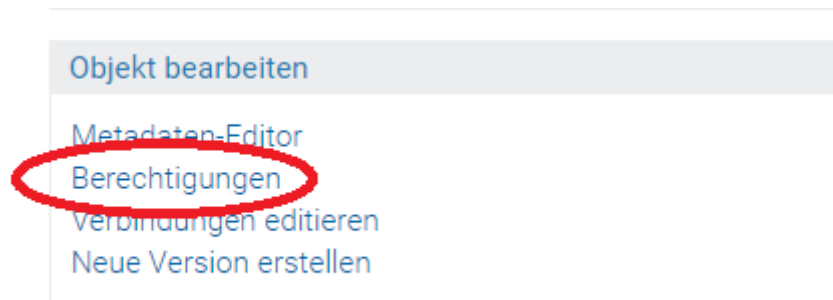 Objekt bearbeiten
Metadaten-Editor
Berechtigungen
Verbindungen editieren
Neue Version erstellen